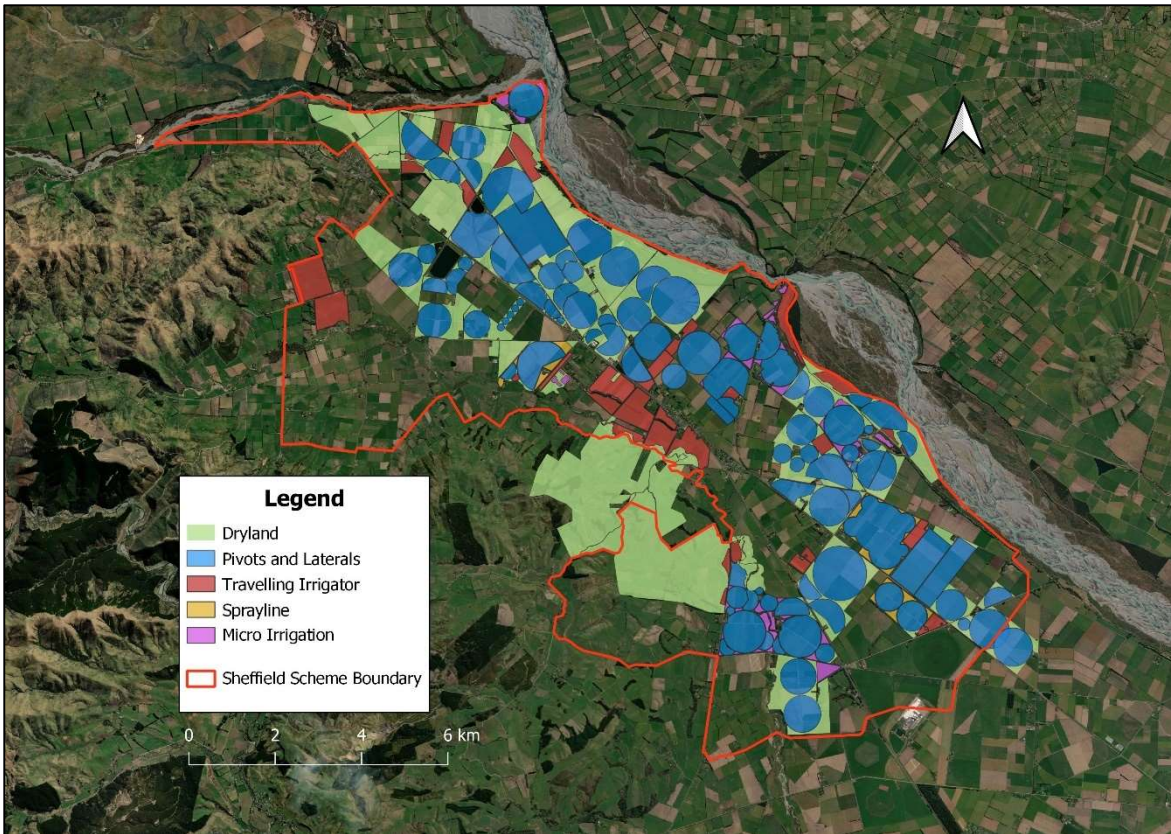 Legend
Dryland
Pivots and Laterals
Travelling Irrigator
Sprayline
Micro Irrigation
Sheffield Scheme Boundary
0 2 4 6 km